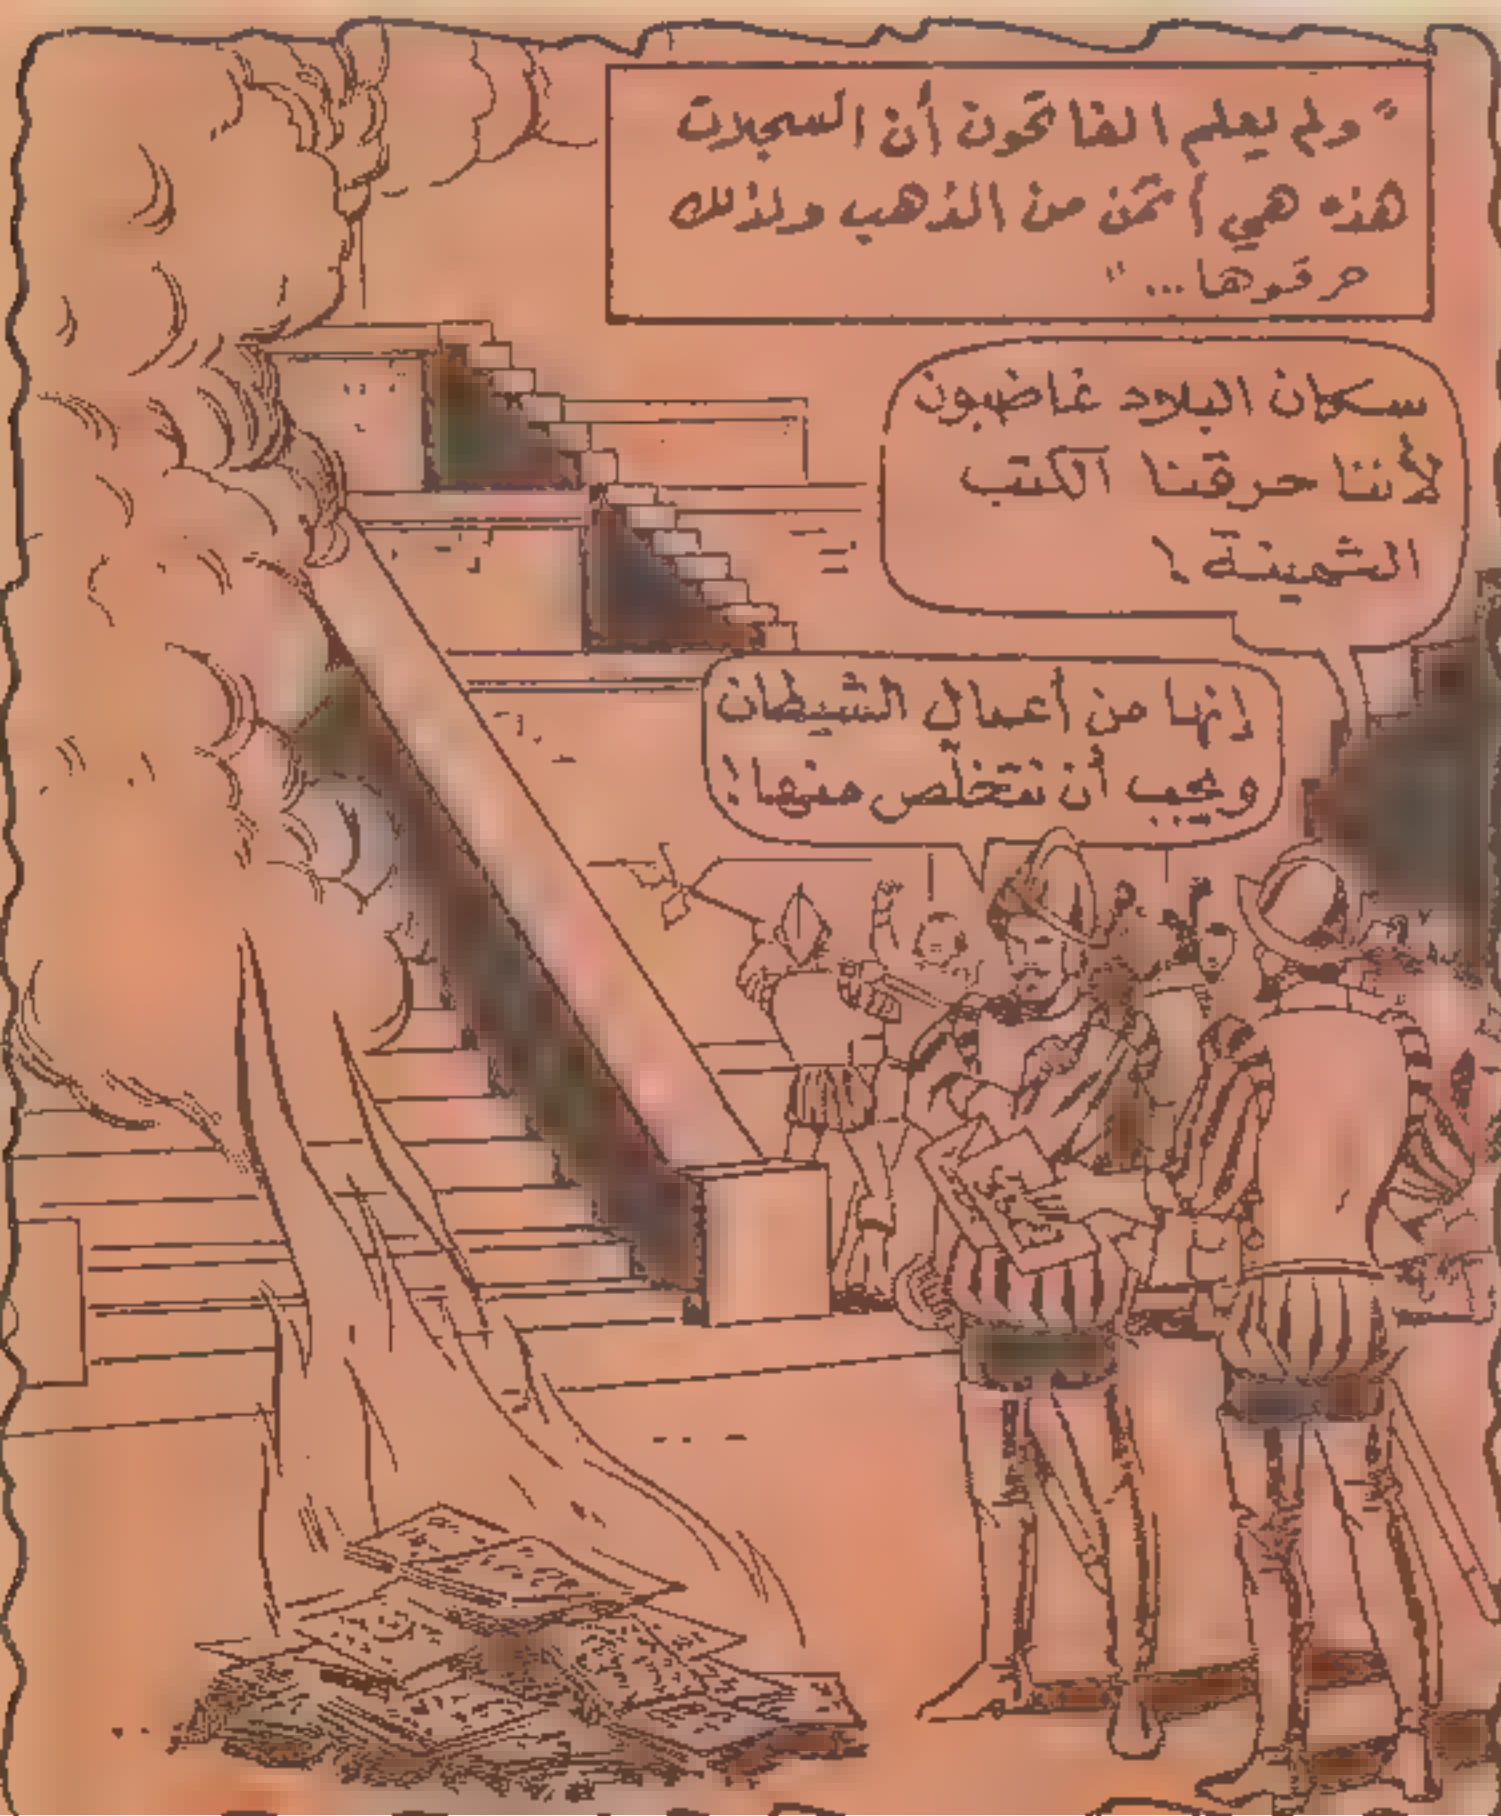 "ولم يعلم الفاتحون أن السجلات
هذه هي أثمن من الذهب ولذلك
حرقوها..."
سكان البلاد غاضبون
لأننا حرقنا الكتب
الثمينة!
إنها من أعمال الشيطان
ويجب أن نتخلص منها!